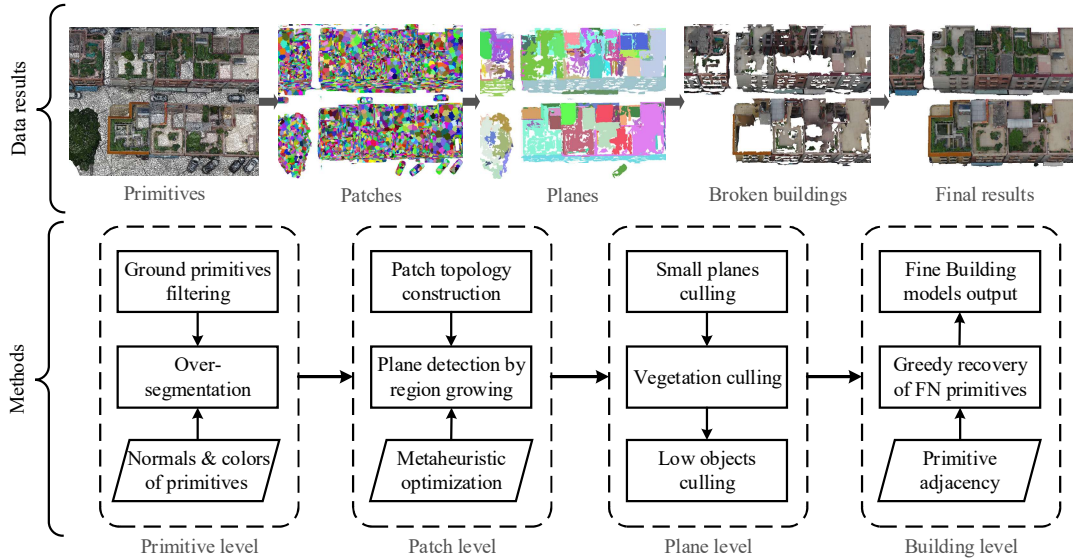 Data results
Primitives
Patches
Planes
Broken buildings
Final results
Methods
Ground primitives
filtering
Over-
segmentation
Normals & colors
of primitives
Primitive level
Patch topology
construction
Plane detection by
region growing
Metaheuristic
optimization
Patch level
Small planes
culling
Vegetation culling
Low objects
culling
Plane level
Fine Building
models output
Greedy recovery
of FN primitives
Primitive
adjacency
Building level